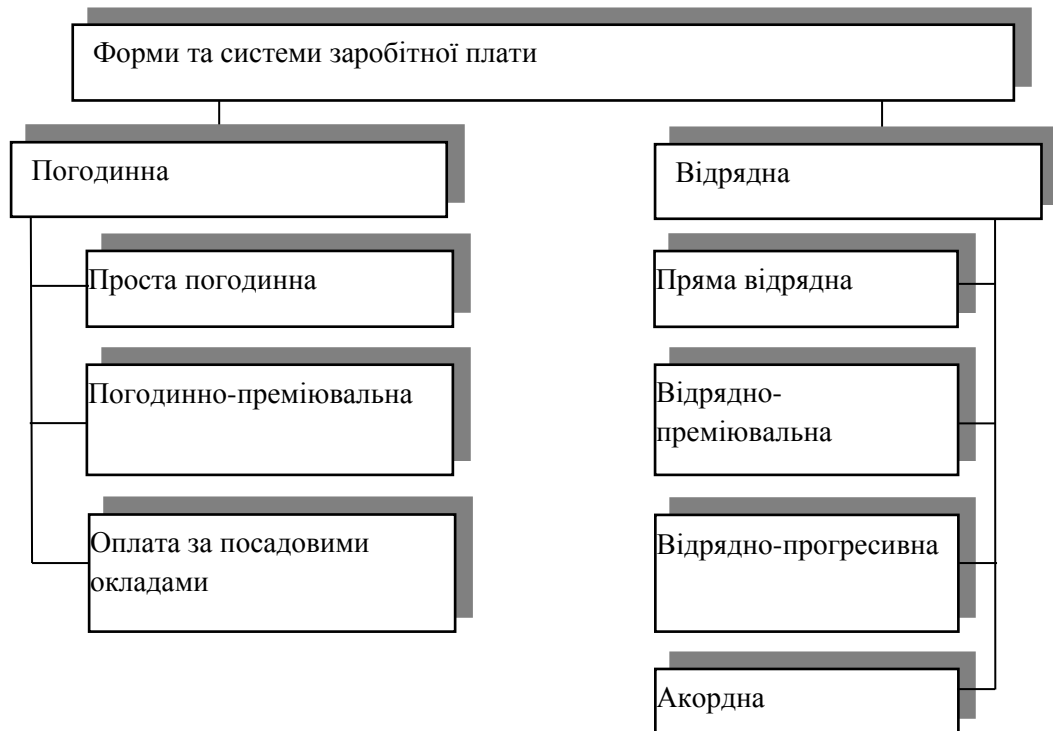 Форми та системи заробітної плати
Погодинна
Відрядна
Проста погодинна
Пряма відрядна
Погодинно-преміювальна
Відрядно-
преміювальна
Оплата за посадовими
окладами
Відрядно-прогресивна
Акордна